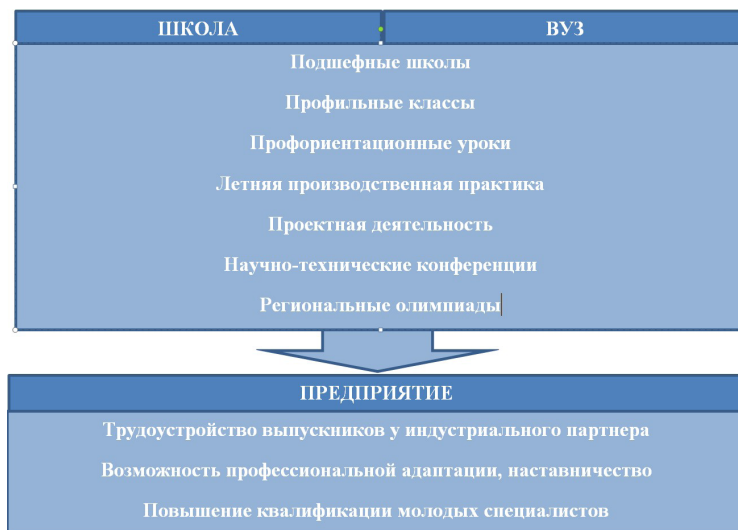 ШКОЛА ВУЗ
Подшефные школы
Профильные классы
Профориентационные уроки
Летняя производственная практика
Проектная деятельность
Научно-технические конференции
Региональные олимпиады
ПРЕДПРИЯТИЕ
Трудоустройство выпускников у индустриального партнера
Возможность профессиональной адаптации, наставничество
Повышение квалификации молодых специалистов